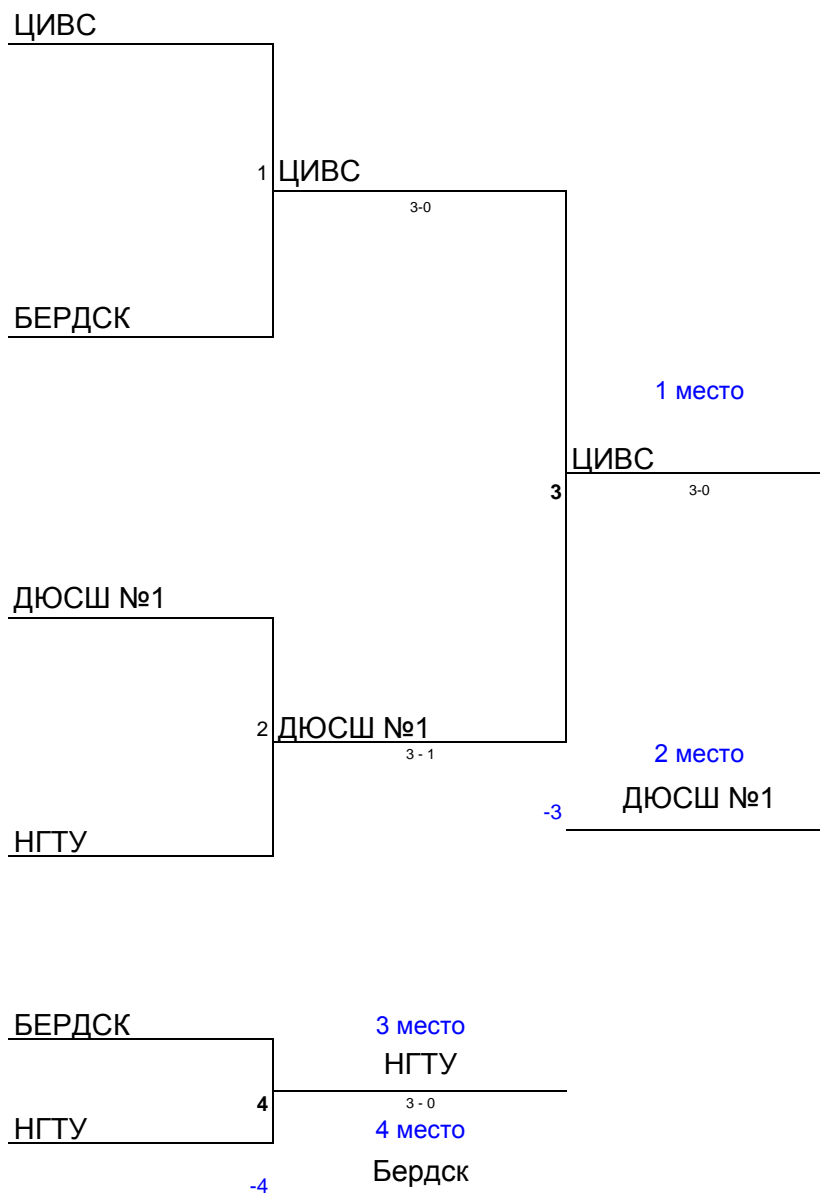 ЦИВС
1 ЦИВС
3-0
БЕРДСК
1 место
ЦИВС
3 3-0
ДЮСШ №1
2 ДЮСШ №1
3 - 1
2 место
ДЮСШ №1
-3
НГТУ
БЕРДСК 3 место
НГТУ
4 3 - 0
НГТУ 4 место
Бердск
-4